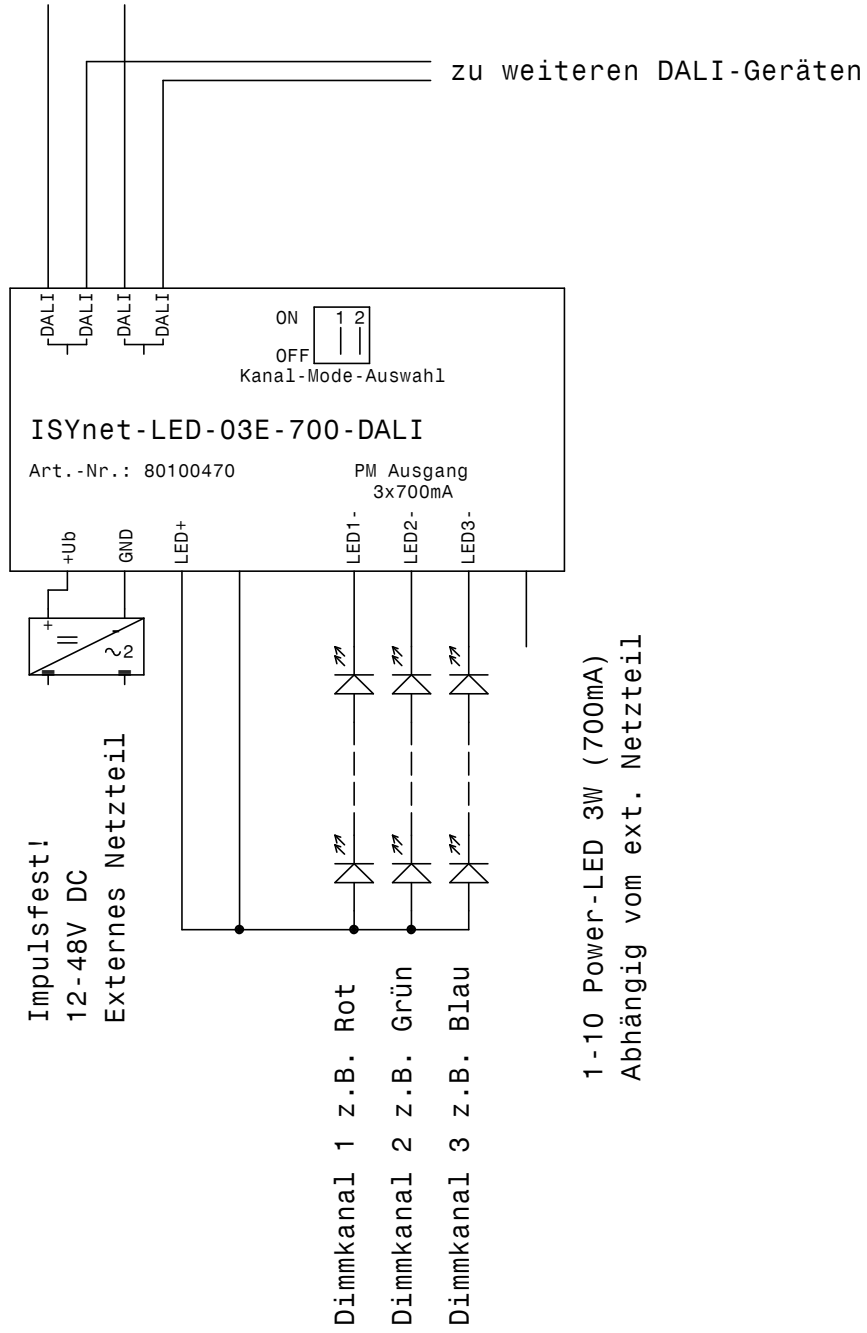 zu weiteren DALI-Geräten
DALI
DALI
DALI
DALI
ON 1 2
OFF
Kanal-Mode-Auswahl
ISYnet-LED-03E-700-DALI
Art.-Nr.: 80100470
PM Ausgang
3x700mA
+Ub
GND
LED+
LED1-
LED2-
LED3-
+ -
~2
Impulsfest!
12-48V DC
Externes Netzteil
Dimmkanal 1 z.B. Rot
Dimmkanal 2 z.B. Grün
Dimmkanal 3 z.B. Blau
1-10 Power-LED 3W (700mA)
Abhängig vom ext. Netzteil